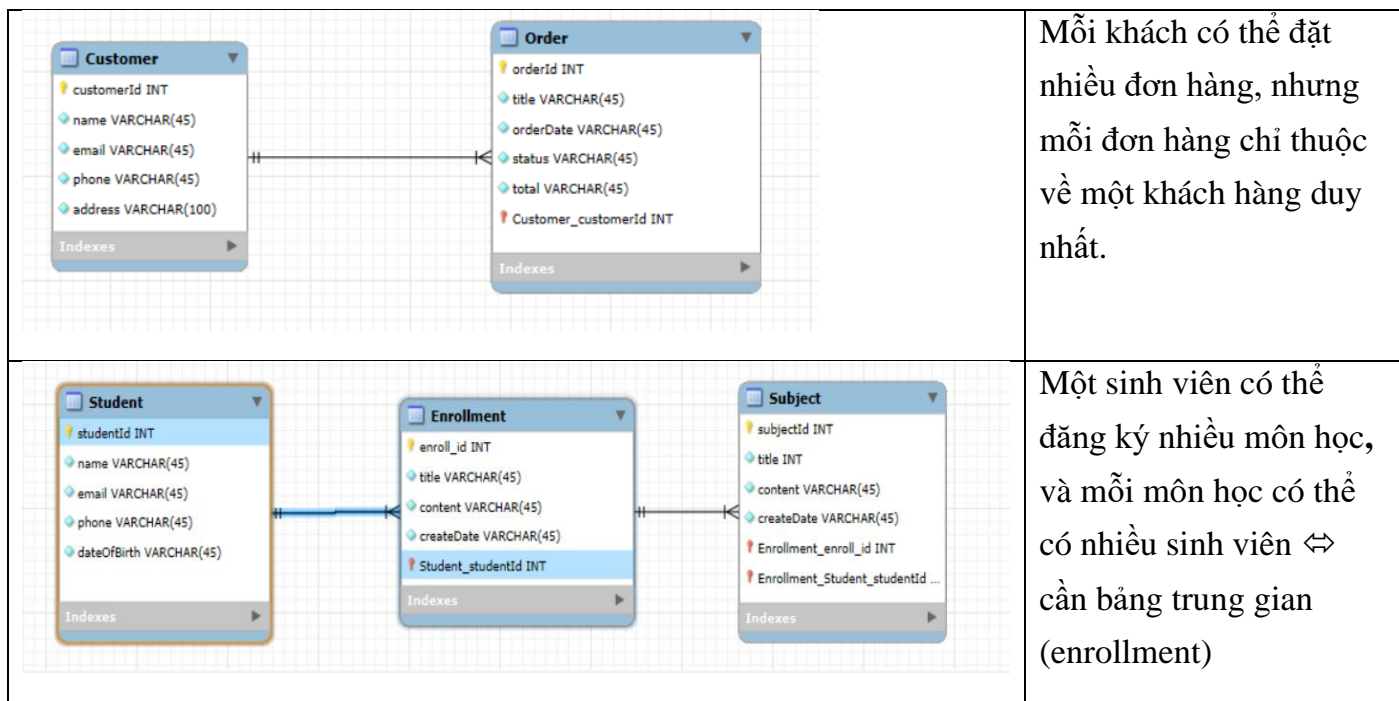 Customer
customerId INT
name VARCHAR(45)
email VARCHAR(45)
phone VARCHAR(45)
address VARCHAR(100)
Indexes
Order
orderId INT
title VARCHAR(45)
orderDate VARCHAR(45)
status VARCHAR(45)
total VARCHAR(45)
Customer_customerId INT
Indexes
Mỗi khách có thể đặt
nhiều đơn hàng, nhưng
mỗi đơn hàng chỉ thuộc
về một khách hàng duy
nhất.
Student
studentId INT
name VARCHAR(45)
email VARCHAR(45)
phone VARCHAR(45)
dateOfBirth VARCHAR(45)
Indexes
Enrollment
enroll_id INT
title VARCHAR(45)
content VARCHAR(45)
createDate VARCHAR(45)
Student_studentId INT
Indexes
Subject
subjectId INT
title INT
content VARCHAR(45)
createDate VARCHAR(45)
Enrollment_enroll_id INT
Enrollment_Student_studentId ...
Indexes
Một sinh viên có thể
đăng ký nhiều môn học,
và mỗi môn học có thể
có nhiều sinh viên ⇔
cần bảng trung gian
(enrollment)